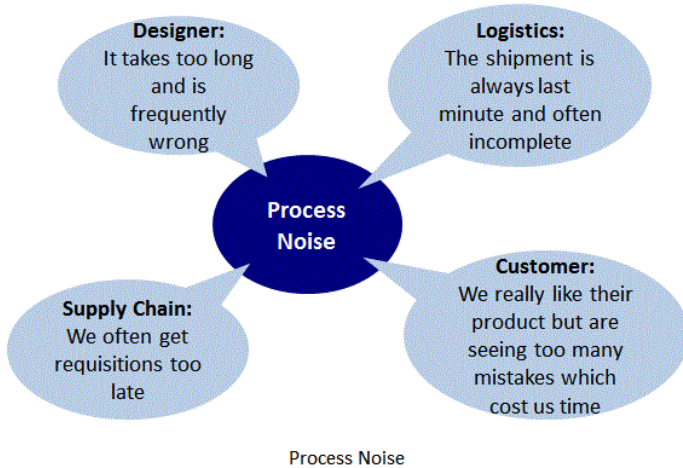 Designer:
It takes too long
and is
frequently
wrong
Logistics:
The shipment is
always last
minute and often
incomplete
Process
Noise
Supply Chain:
We often get
requisitions too
late
Customer:
We really like their
product but are
seeing too many
mistakes which
cost us time
Process Noise